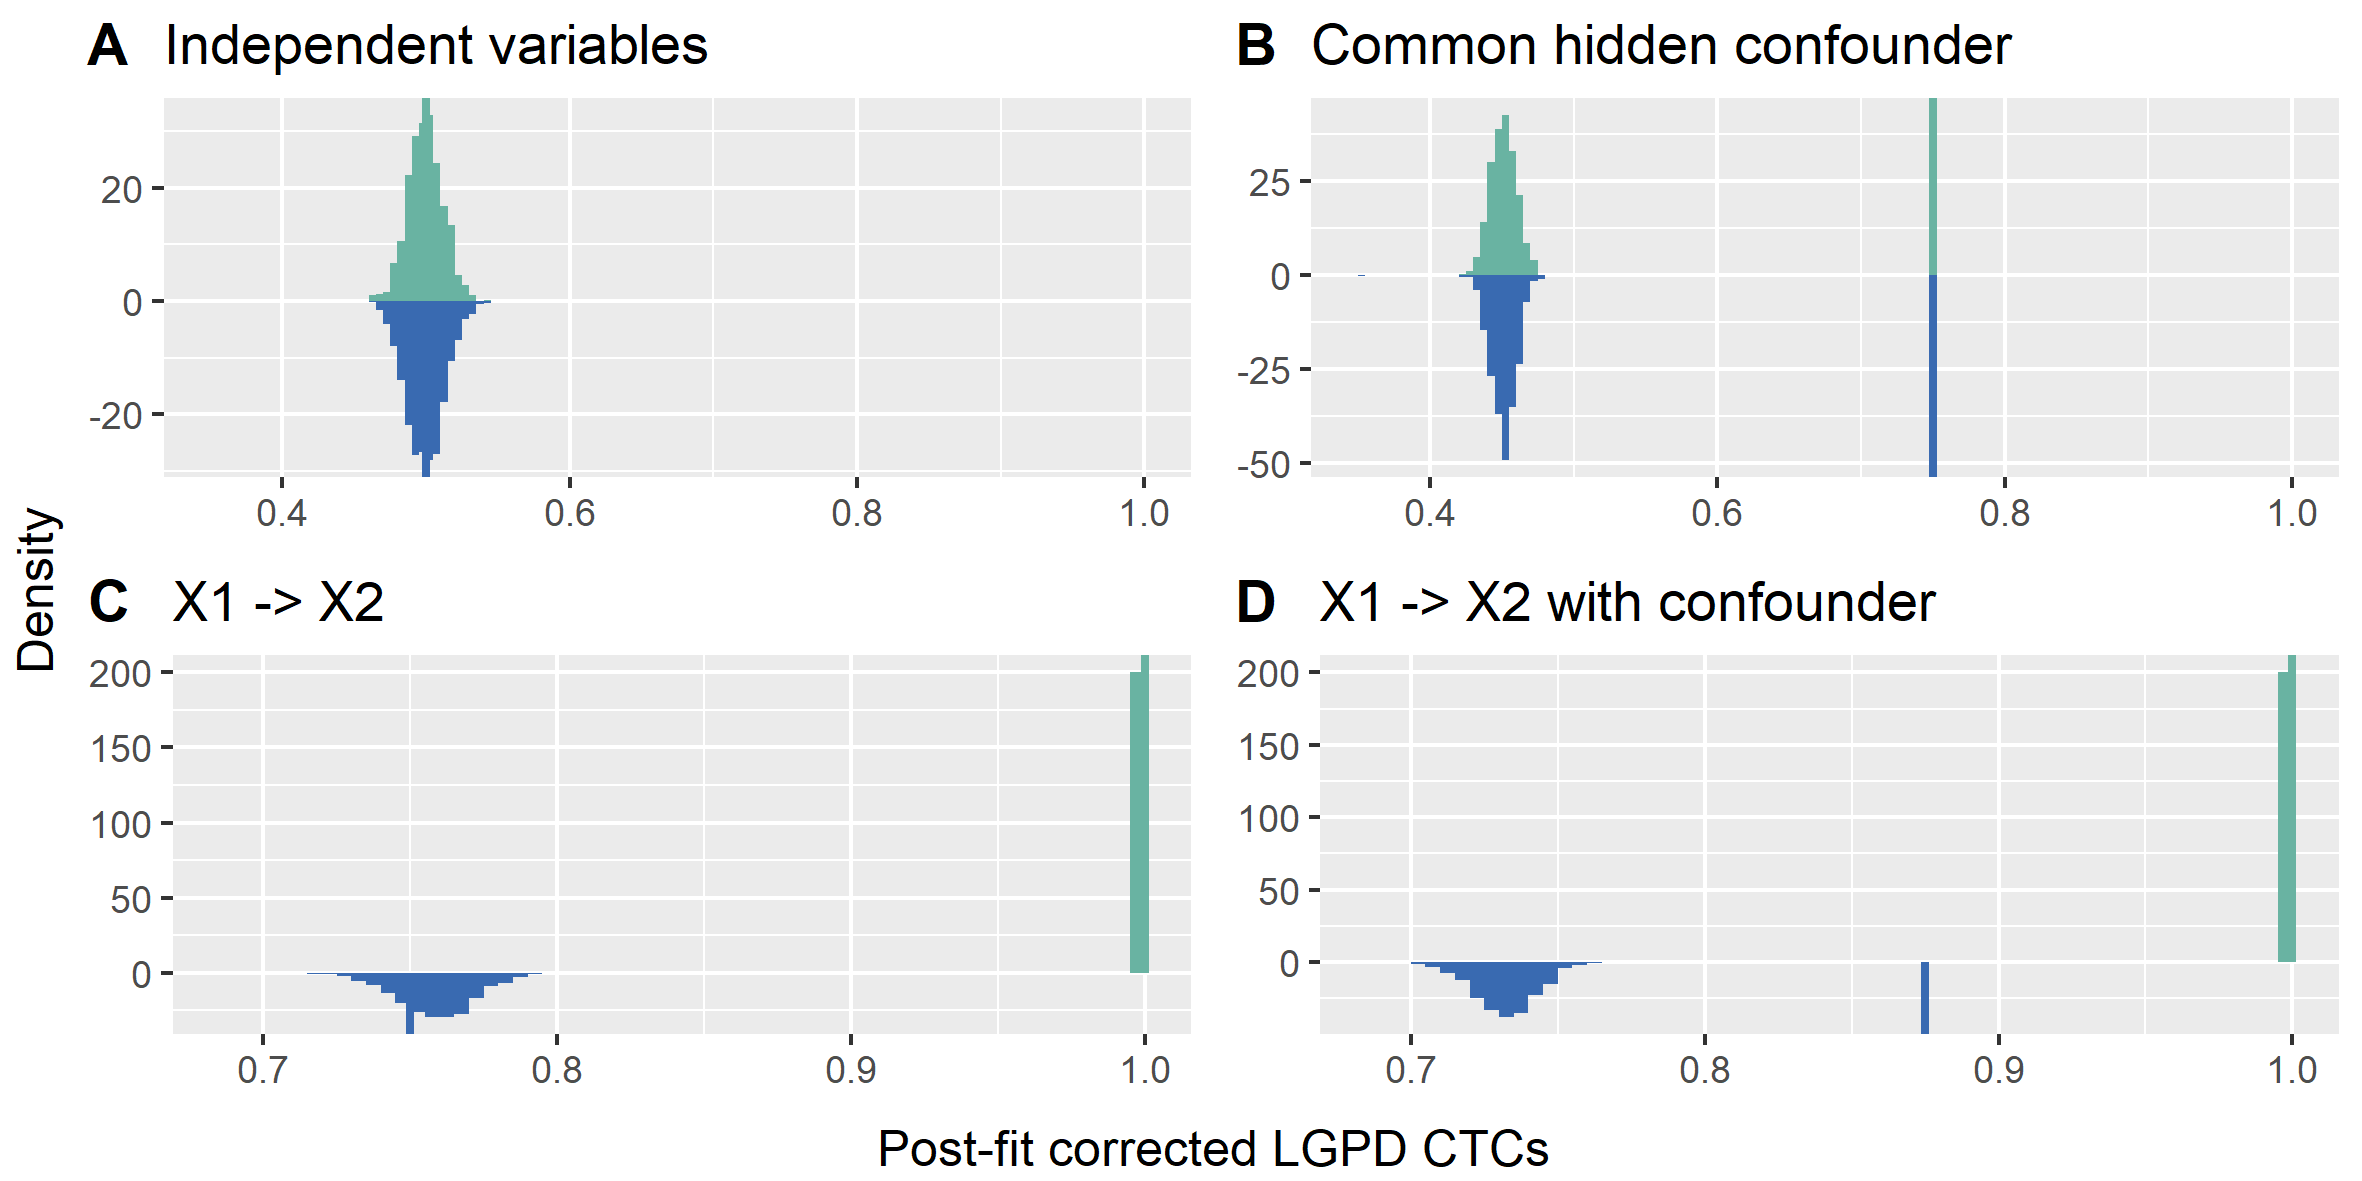 A Independent variables
20
0
-20
0.4 0.6 0.8 1.0
B Common hidden confounder
25
0
-25
-50
0.4 0.6 0.8 1.0
Density
C X1 -> X2
200
150
100
50
0
0.7 0.8 0.9 1.0
D X1 -> X2 with confounder
200
150
100
50
0
0.7 0.8 0.9 1.0
Post-fit corrected LGPD CTCs